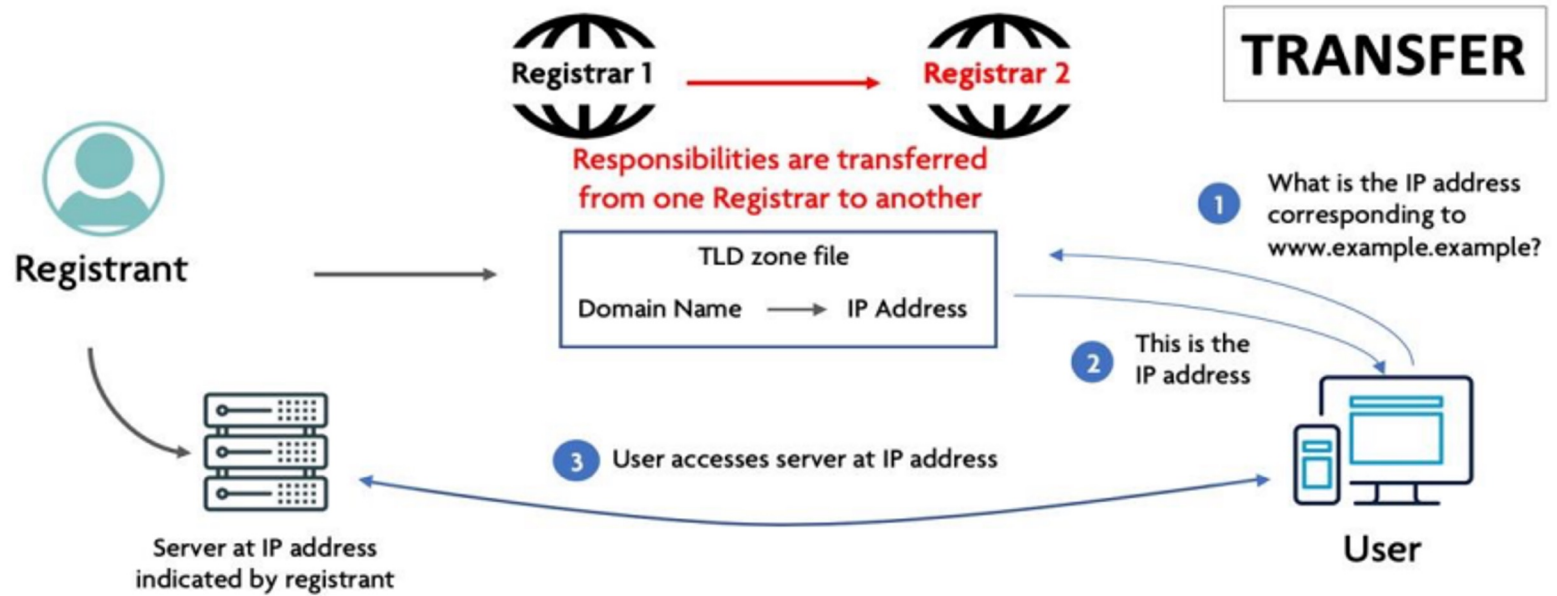 Registrar 1
Registrar 2
TRANSFER
Responsibilities are transferred
from one Registrar to another
Registrant
TLD zone file
Domain Name
IP Address
1
What is the IP address
corresponding to
www.example.example?
2
This is the
IP address
3
User accesses server at IP address
Server at IP address
indicated by registrant
User